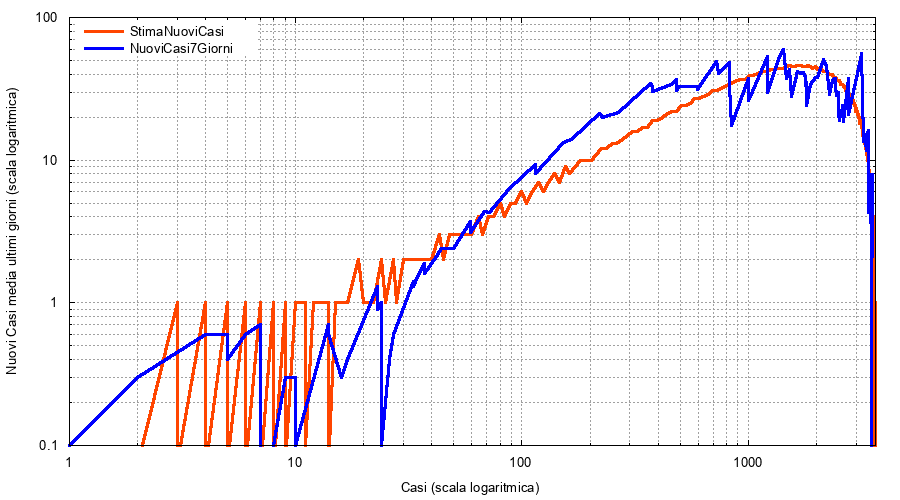 100
StimaNuoviCasi
NuoviCasi7Giorni
10
1
0.1
1
10
100
1000
Nuovi Casi media ultimi giorni (scala logaritmica)
Casi (scala logaritmica)